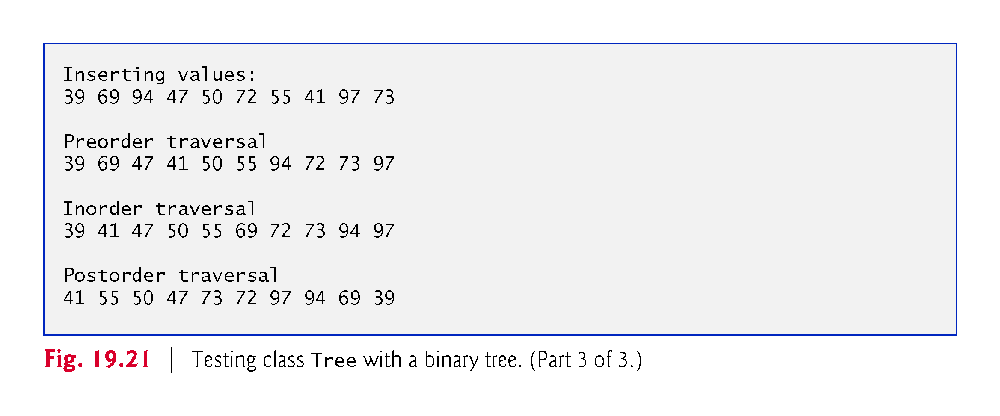 Inserting values:
39 69 94 47 50 72 55 41 97 73
Preorder traversal
39 69 47 41 50 55 94 72 73 97
Inorder traversal
39 41 47 50 55 69 72 73 94 97
Postorder traversal
41 55 50 47 73 72 97 94 69 39
Fig. 19.21 | Testing class Tree with a binary tree. (Part 3 of 3.)